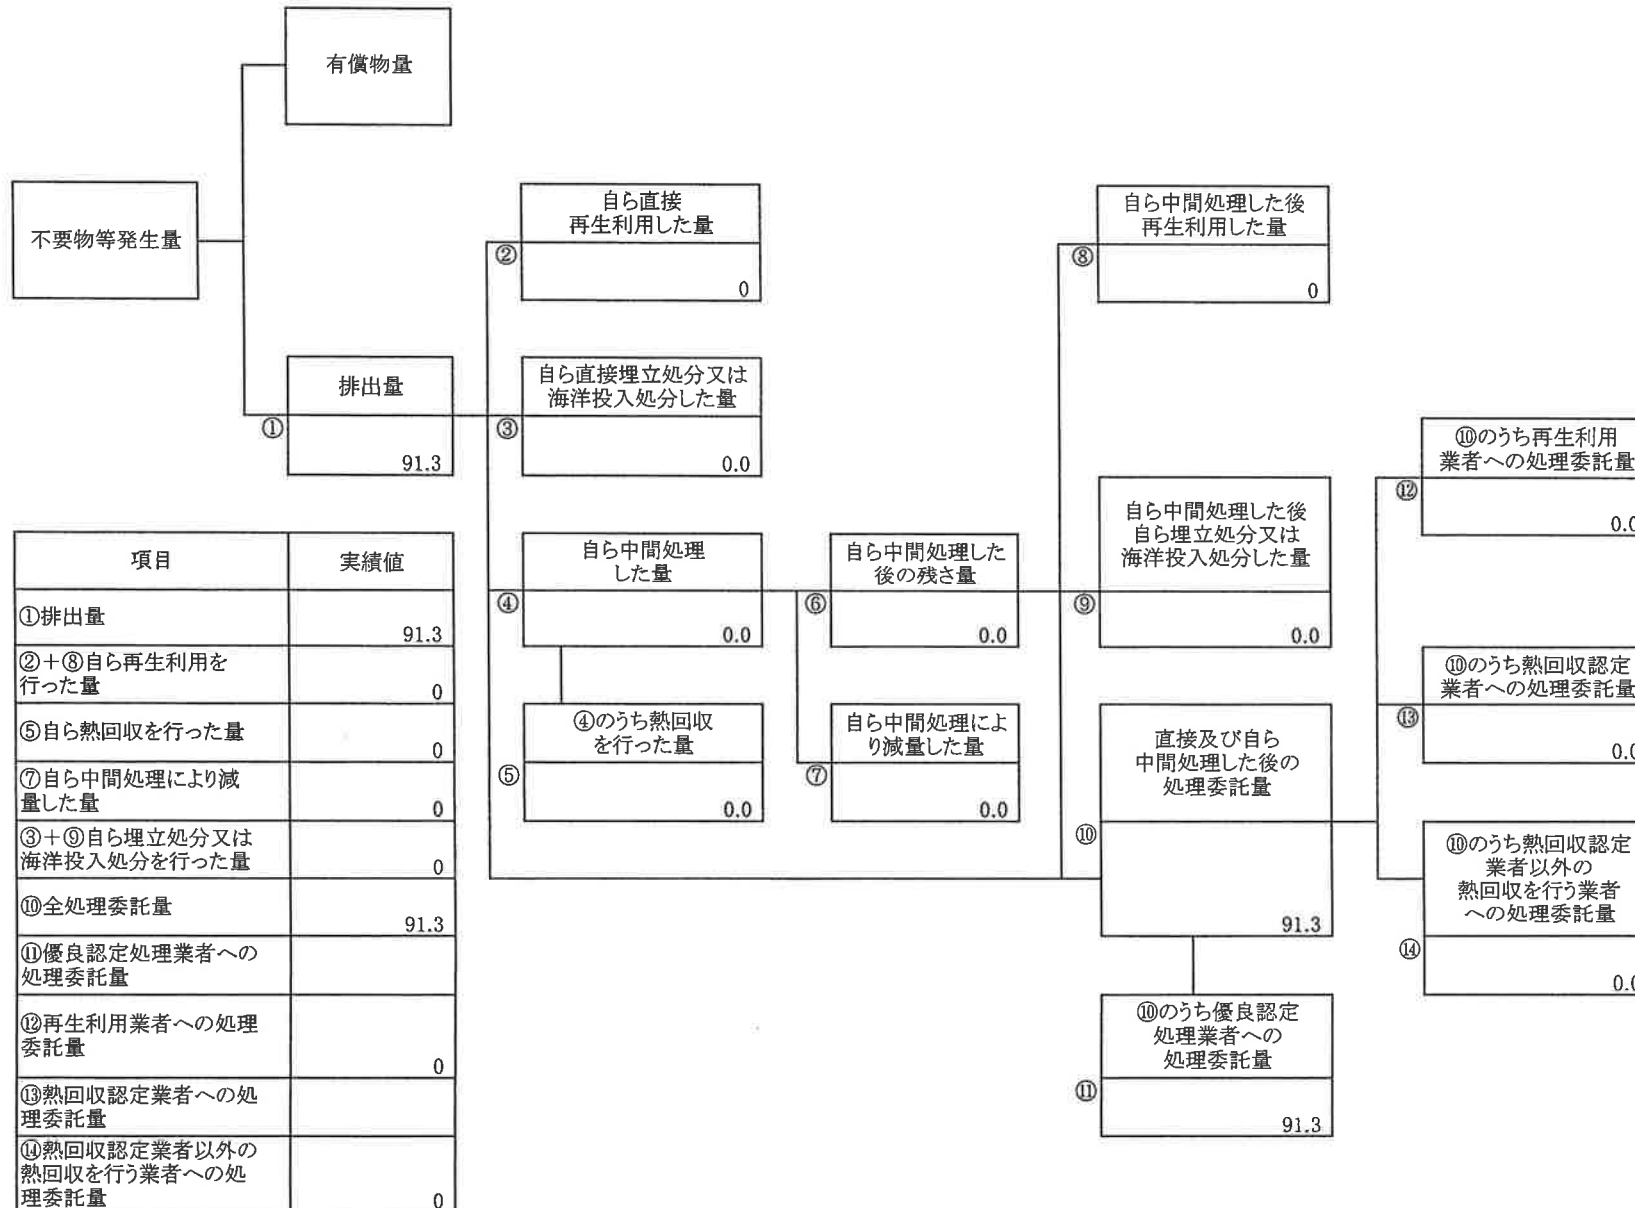 有償物量
不要物等発生量
自ら直接
再生利用した量
②
0
自ら中間処理した後
再生利用した量
⑧
0
排出量
①
91.3
自ら直接埋立処分又は
海洋投入処分した量
③
0.0
⑩のうち再生利用
業者への処理委託量
⑫
0.0
自ら中間処理
した量
④
0.0
自ら中間処理した
後の残さ量
⑥
0.0
自ら中間処理した後
自ら埋立処分又は
海洋投入処分した量
⑨
0.0
⑩のうち熱回収認定
業者への処理委託量
⑬
0.0
④のうち熱回収
を行った量
⑤
0.0
自ら中間処理によ
り減量した量
⑦
0.0
直接及び自ら
中間処理した後の
処理委託量
⑩
91.3
⑩のうち熱回収認定
業者以外の
熱回収を行う業者
への処理委託量
⑭
0.0
⑩のうち優良認定
処理業者への
処理委託量
⑪
91.3
項目 実績値
①排出量
91.3
②+⑧自ら再生利用を
行った量
0
⑤自ら熱回収を行った量
0
⑦自ら中間処理により減
量した量
0
③+⑨自ら埋立処分又は
海洋投入処分を行った量
0
⑩全処理委託量
91.3
⑪優良認定処理業者への
処理委託量
⑫再生利用業者への処理
委託量
0
⑬熱回収認定業者への処
理委託量
⑭熱回収認定業者以外の
熱回収を行う業者への処
理委託量
0